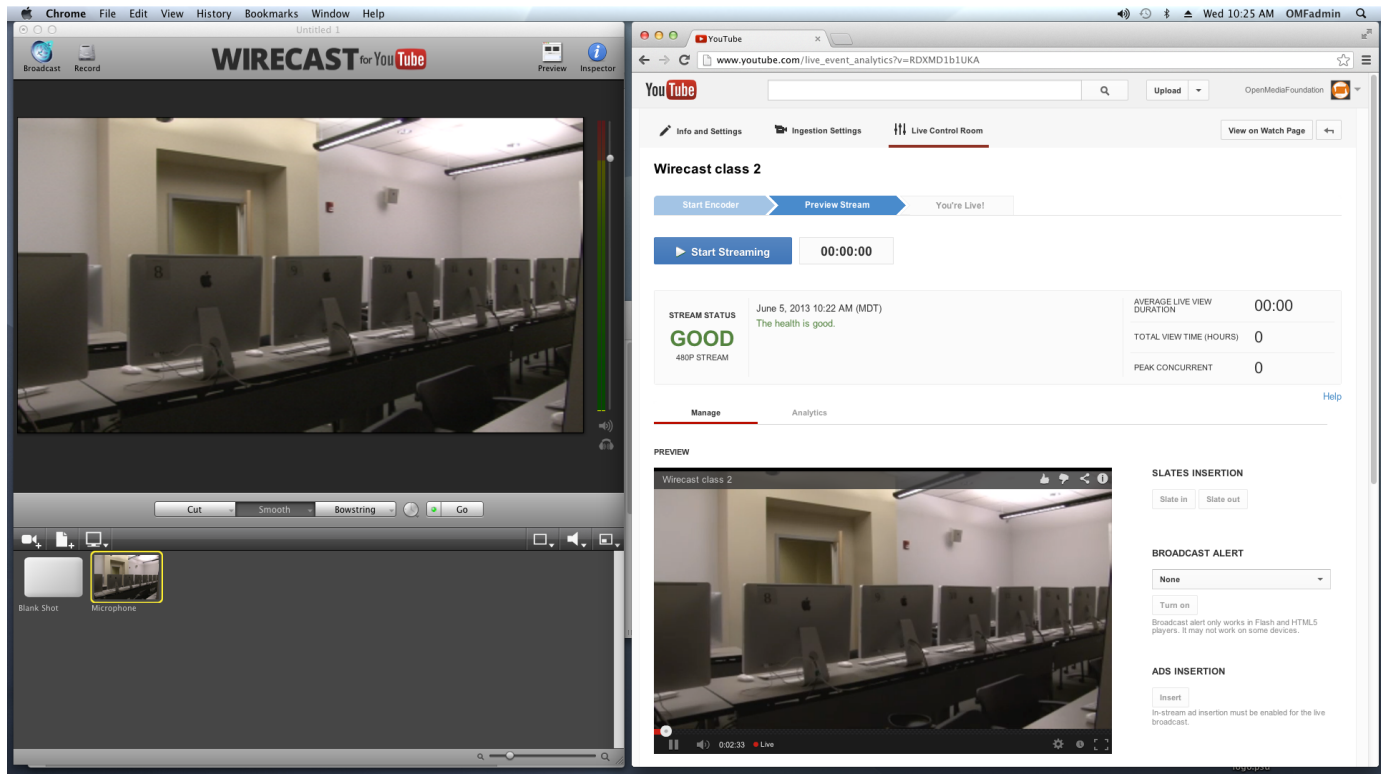 Chrome File Edit View History Bookmarks Window Help
Wed 10:25 AM OMFadmin
Untitled 1
Broadcast Record
WIRECAST for YouTube
Preview Inspector
8 9
Cut Smooth Bowstring Go
Blank Shot Microphone
YouTube
www.youtube.com/live_event_analytics?v=RDXMD1b1UKA
YouTube
Upload OpenMediaFoundation
Info and Settings Ingestion Settings Live Control Room View on Watch Page
Wirecast class 2
Start Encoder Preview Stream You're Live!
Start Streaming 00:00:00
STREAM STATUS
GOOD
480P STREAM
June 5, 2013 10:22 AM (MDT)
The health is good.
AVERAGE LIVE VIEW
DURATION 00:00
TOTAL VIEW TIME (HOURS) 0
PEAK CONCURRENT 0
Help
Manage Analytics
PREVIEW
Wirecast class 2
8 9
0:02:33 Live
SLATES INSERTION
Slate in Slate out
BROADCAST ALERT
None
Turn on
Broadcast alert only works in Flash and HTML5
players. It may not work on some devices.
ADS INSERTION
Insert
In-stream ad insertion must be enabled for the live
broadcast.
logo.psd